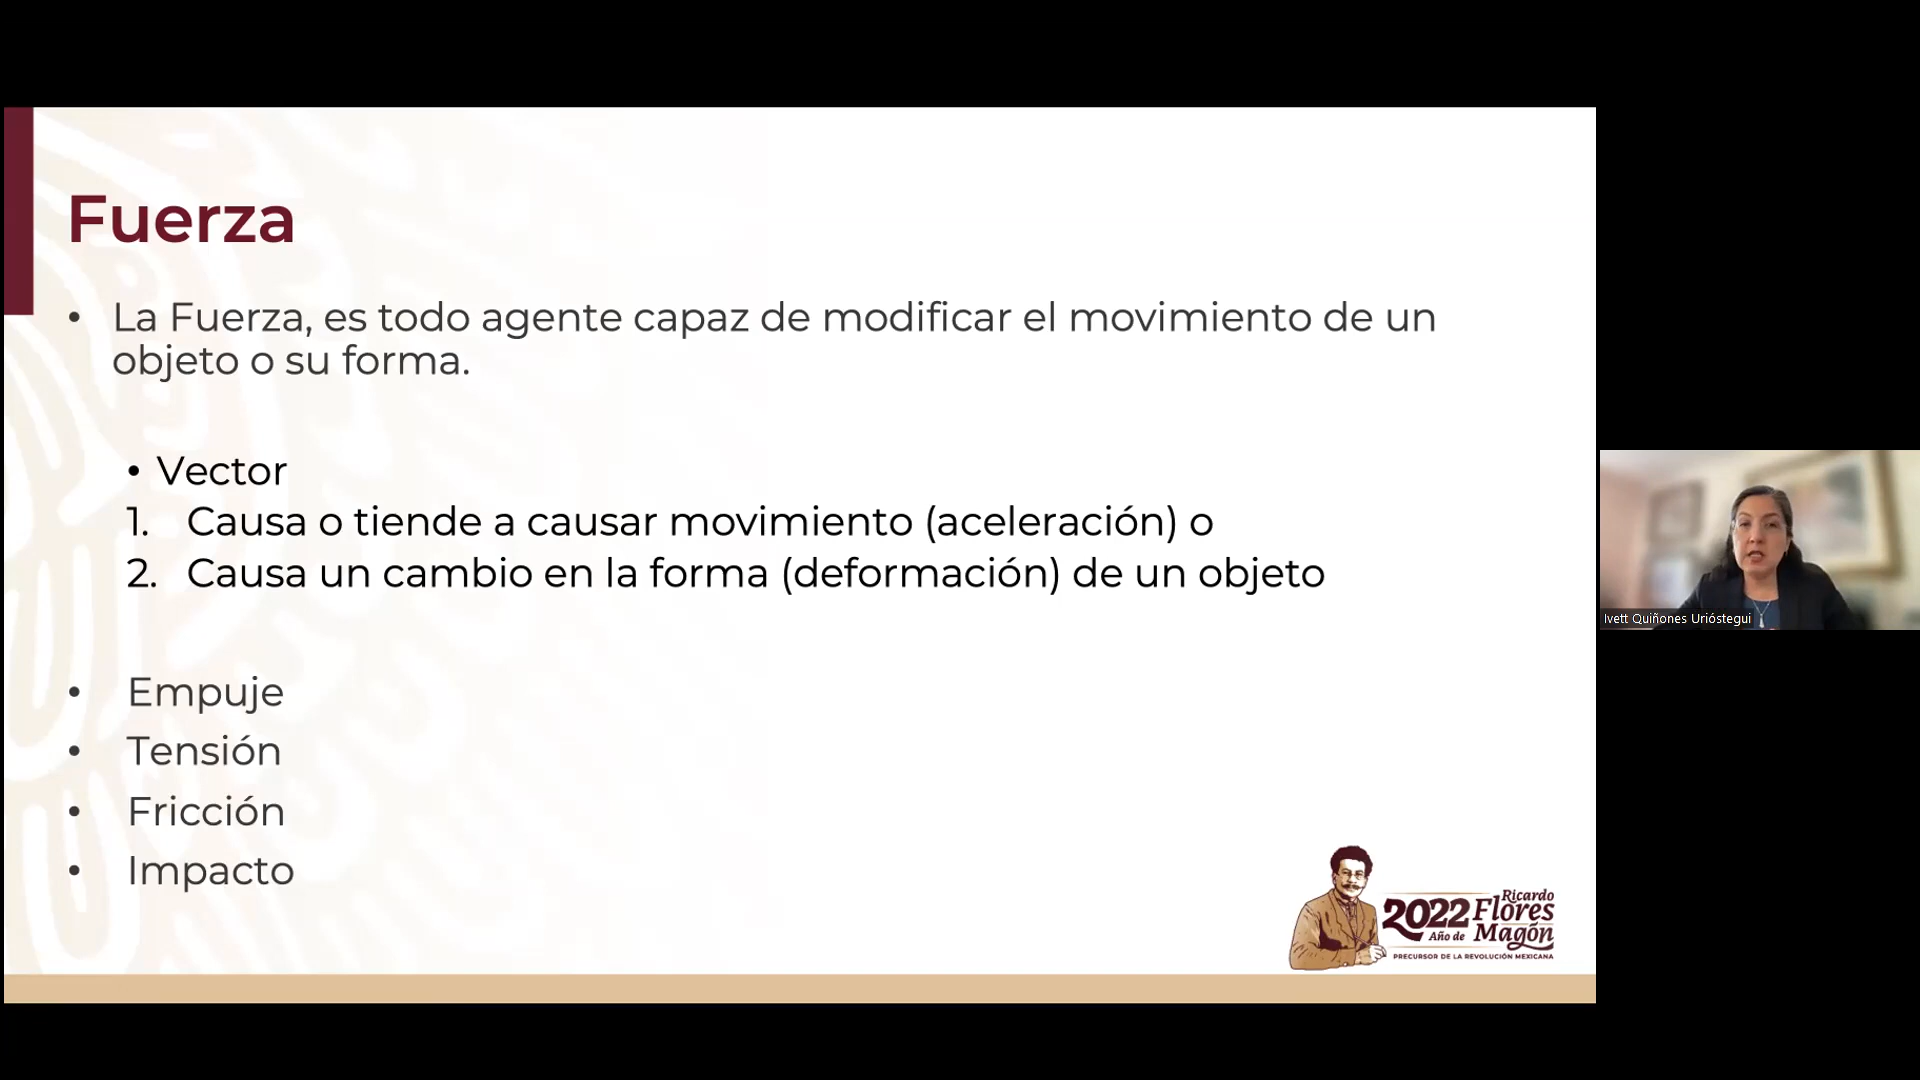 Fuerza
• La Fuerza, es todo agente capaz de modificar el movimiento de un
objeto o su forma.
• Vector
1. Causa o tiende a causar movimiento (aceleración) o
2. Causa un cambio en la forma (deformación) de un objeto
• Empuje
• Tensión
• Fricción
• Impacto
2022 Ricardo
Flores
Año de Magón
PRECURSOR DE LA REVOLUCIÓN MEXICANA
Ivett Quiñones Urióstegui